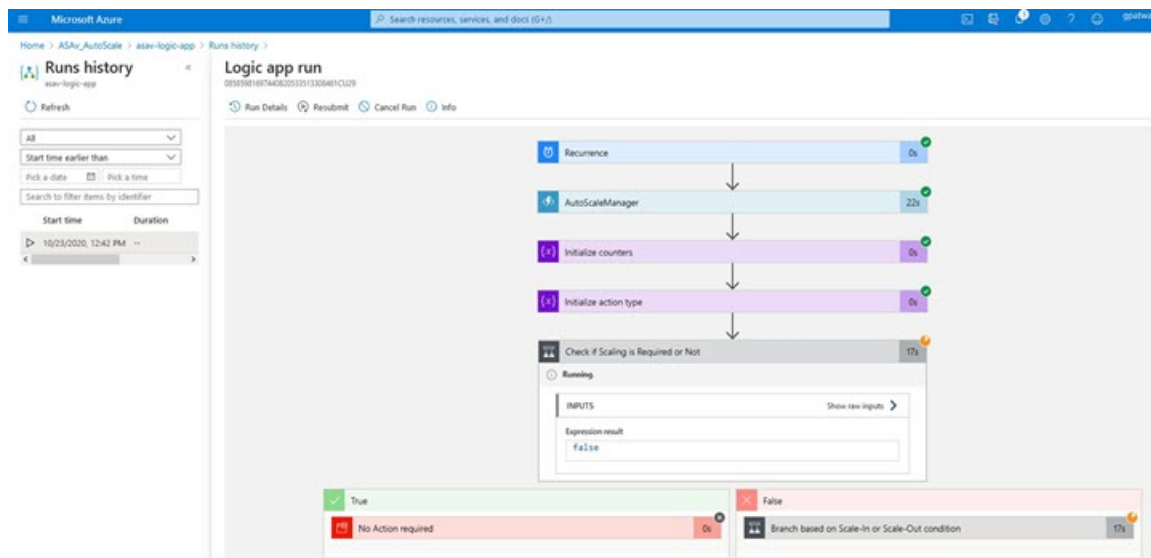 Microsoft Azure
Search resources, services, and docs (G+/)
gpatwa
Home > ASAv_AutoScale > asav-logic-app > Runs history >
Runs history
asav-logic-app
Refresh
All
Start time earlier than
Pick a date
Pick a time
Search to filter items by identifier
Start time Duration
10/23/2020, 12:42 PM --
Logic app run
Run Details Resubmit Cancel Run Info
Recurrence 0s
AutoScaleManager 22s
{x} Initialize counters 0s
{x} Initialize action type 0s
Check if Scaling is Required or Not 17s
Running.
INPUTS Show raw inputs >
Expression result
false
True
No Action required 0s
False
Branch based on Scale-In or Scale-Out condition 17s